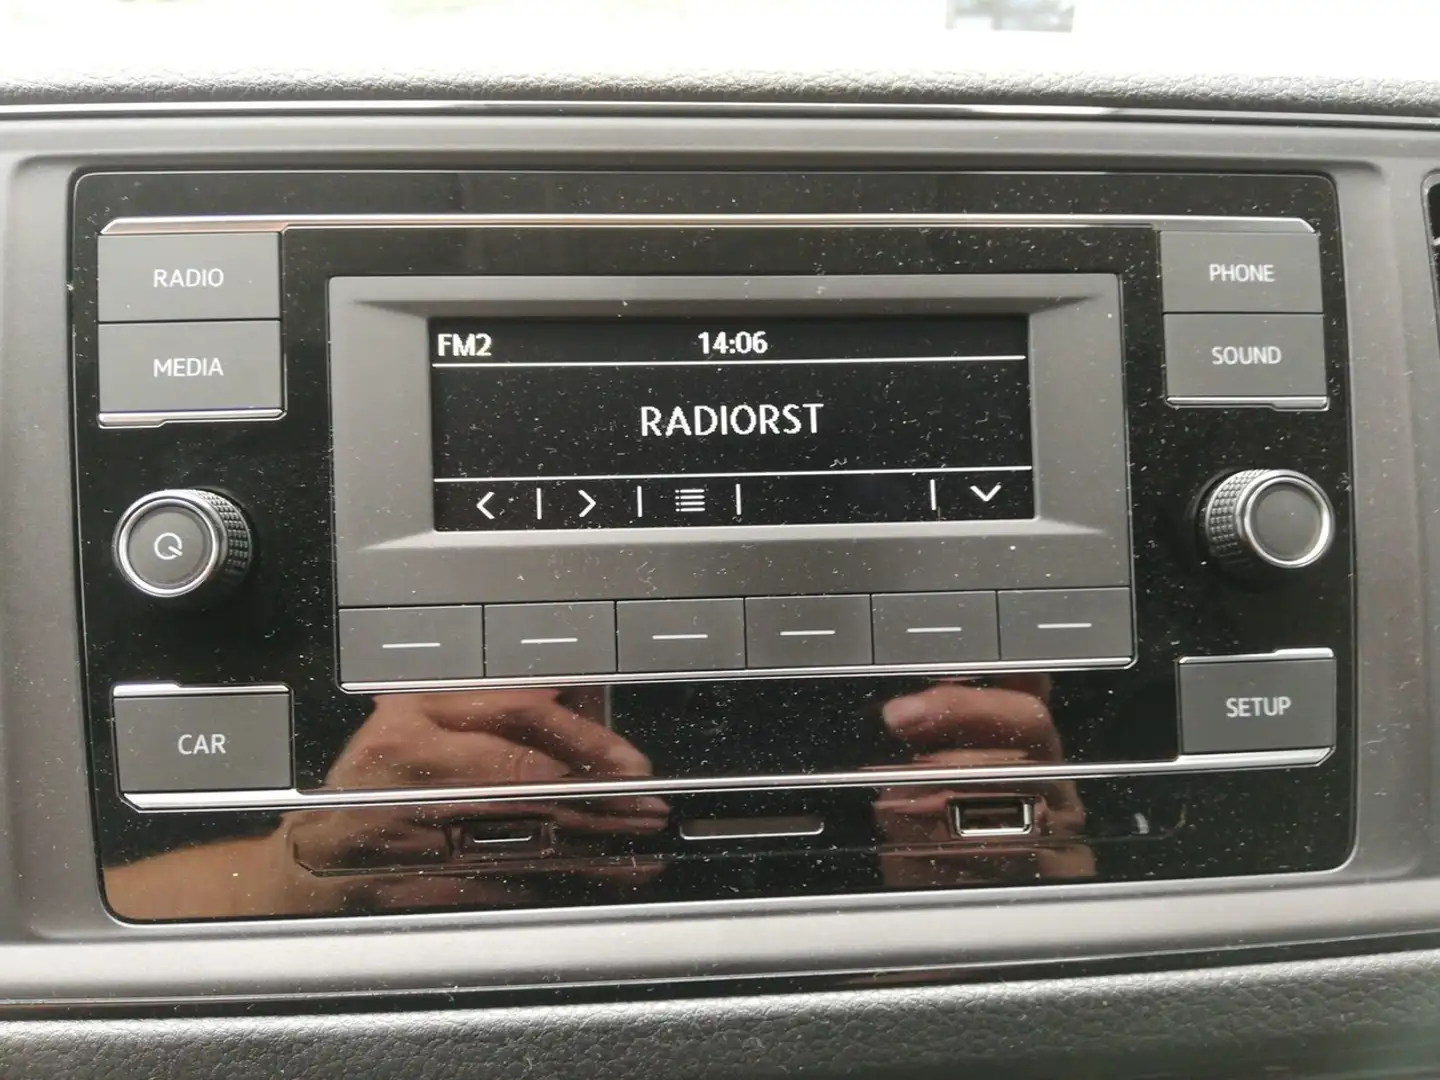 RADIO
MEDIA
FM2 14:06
RADIORST
PHONE
SOUND
CAR
SETUP